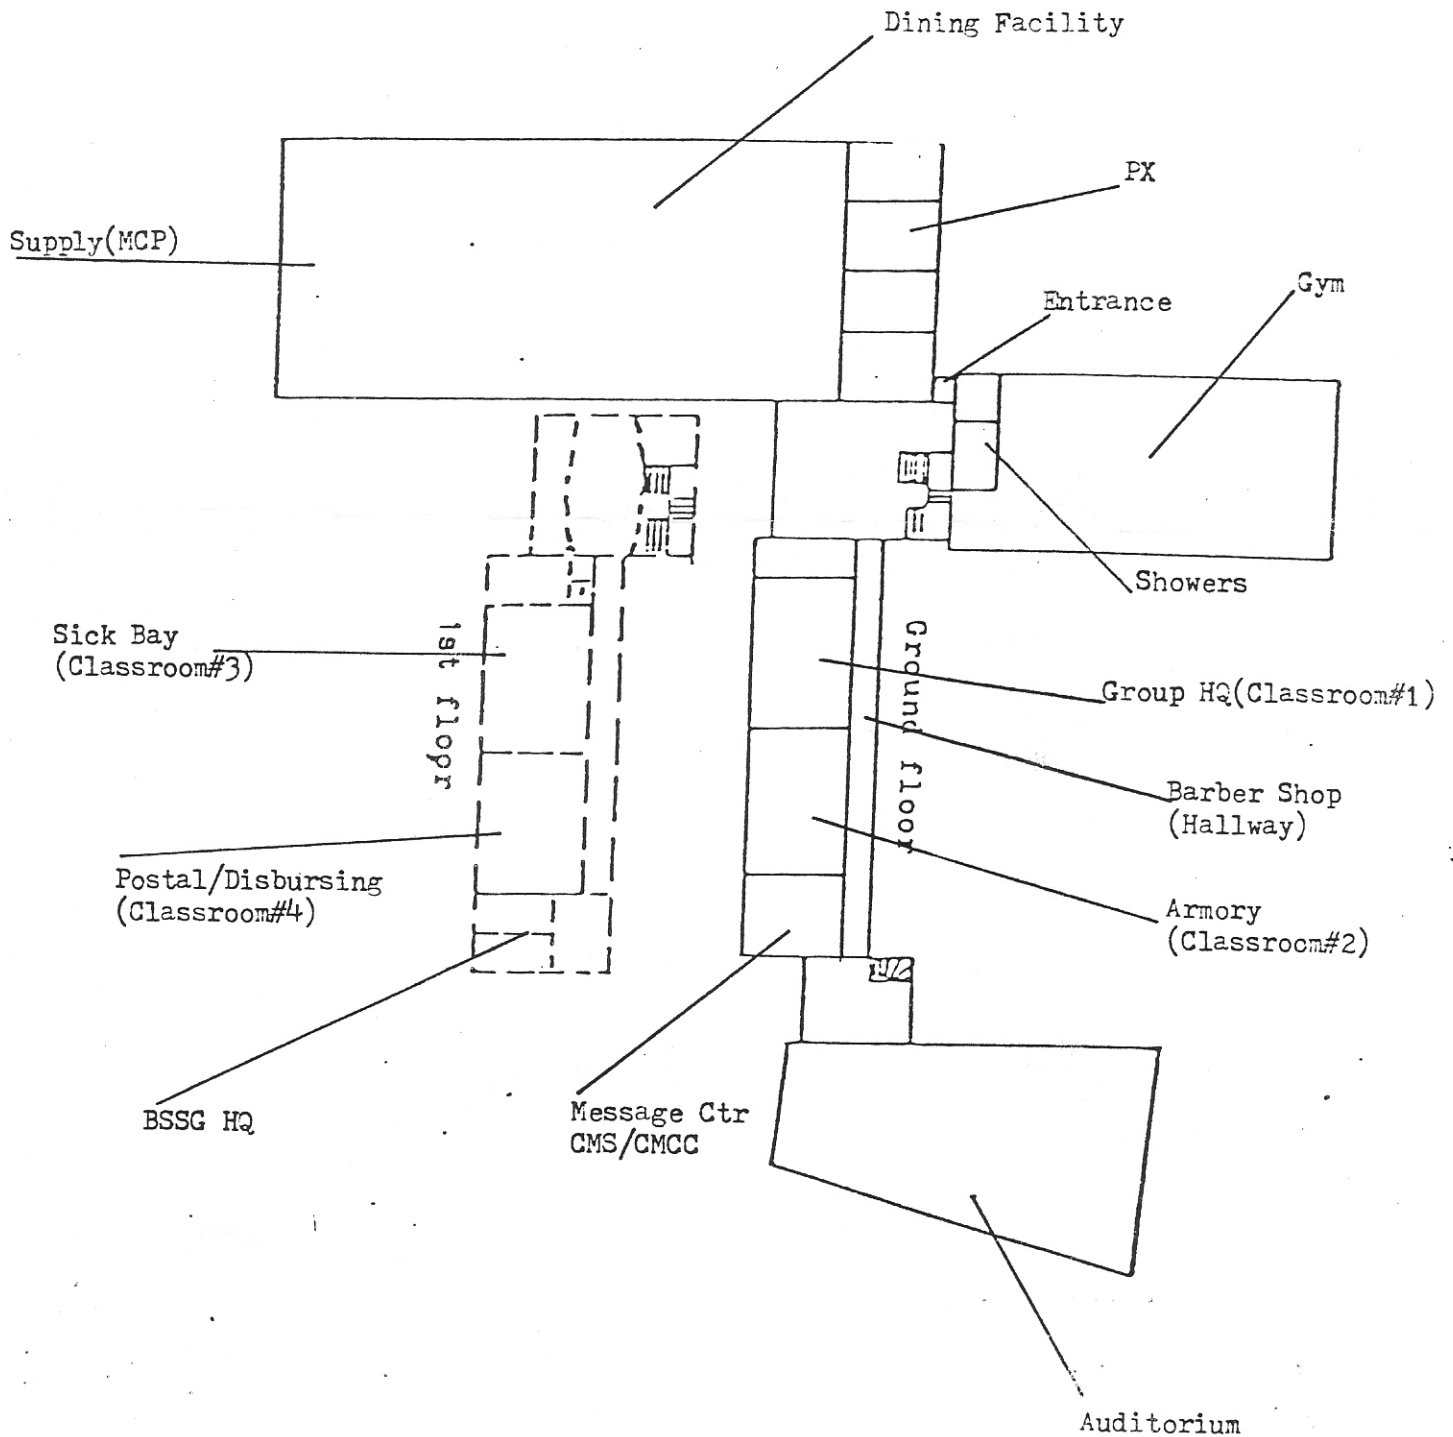 Dining Facility
PX
Supply(MCP)
Gym
Entrance
Showers
Sick Bay
(Classroom#3)
1st floor
Ground floor
Group HQ(Classroom#1)
Barber Shop
(Hallway)
Postal/Disbursing
(Classroom#4)
Armory
(Classroom#2)
BSSG HQ
Message Ctr
CMS/CMCC
Auditorium